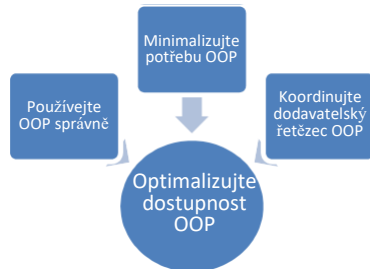 Minimalizujte
potřebu OOP
Používejte
OOP správně
Koordinujte
dodavatelský
řetězec OOP
Optimalizujte
dostupnost
OOP